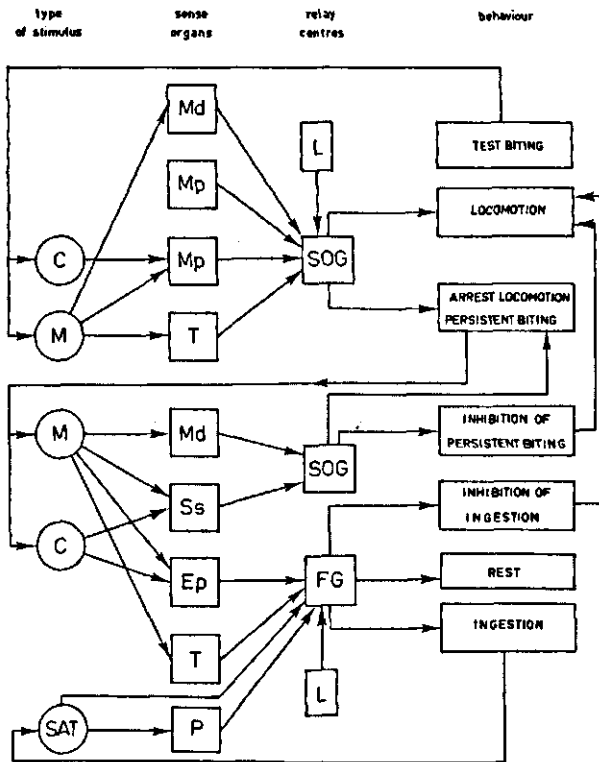 type of stimulus
sense organs
relay centres
behaviour
Md
L
TEST BITING
Mp
LOCOMOTION
C
Mp
SOG
M
T
ARREST LOCOMOTION
PERSISTENT BITING
M
Md
SOG
INHIBITION OF
PERSISTENT BITING
Ss
INHIBITION OF
INGESTION
C
Ep
FG
REST
T
INGESTION
L
SAT
P